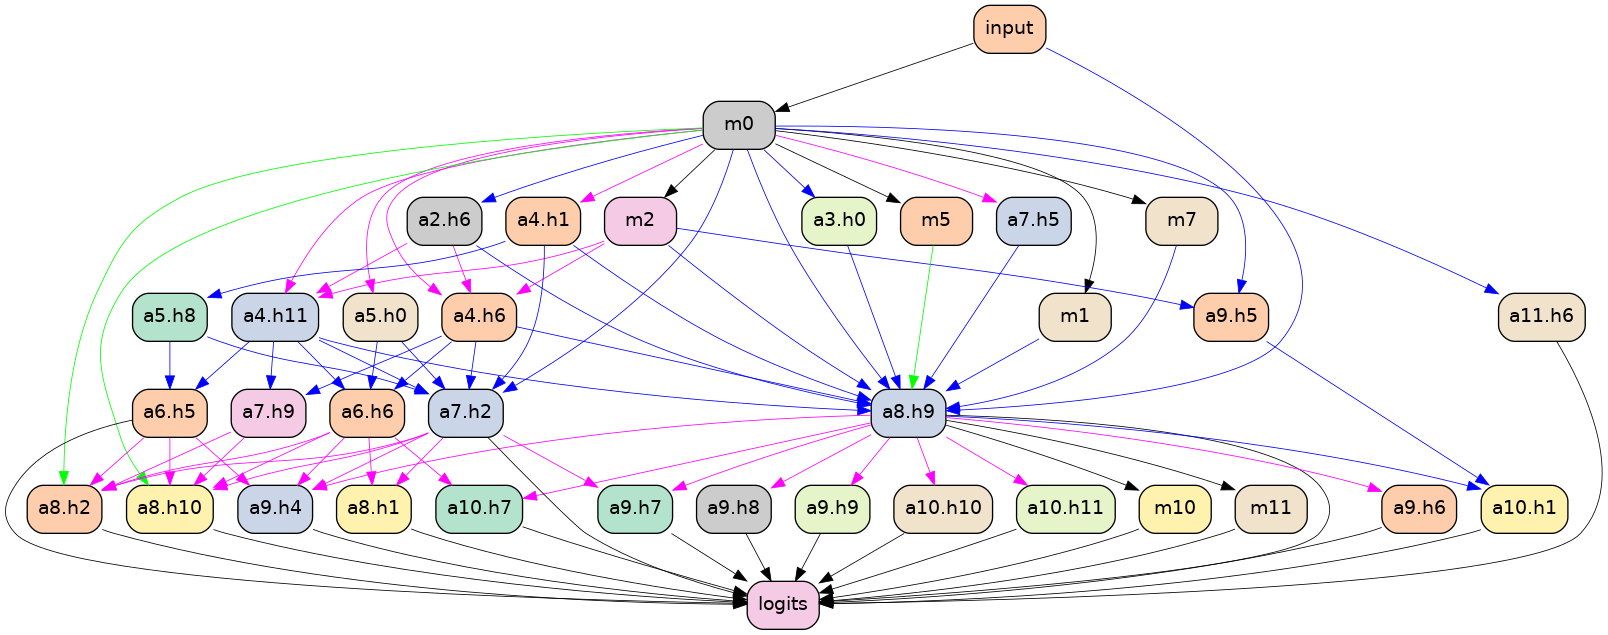 input
m0
a2.h6
a4.h1
m2
a3.h0
m5
a7.h5
m7
a5.h8
a4.h11
a5.h0
a4.h6
m1
a9.h5
a11.h6
a6.h5
a7.h9
a6.h6
a7.h2
a8.h9
a8.h2
a8.h10
a9.h4
a8.h1
a10.h7
a9.h7
a9.h8
a9.h9
a10.h10
a10.h11
m10
m11
a9.h6
a10.h1
logits